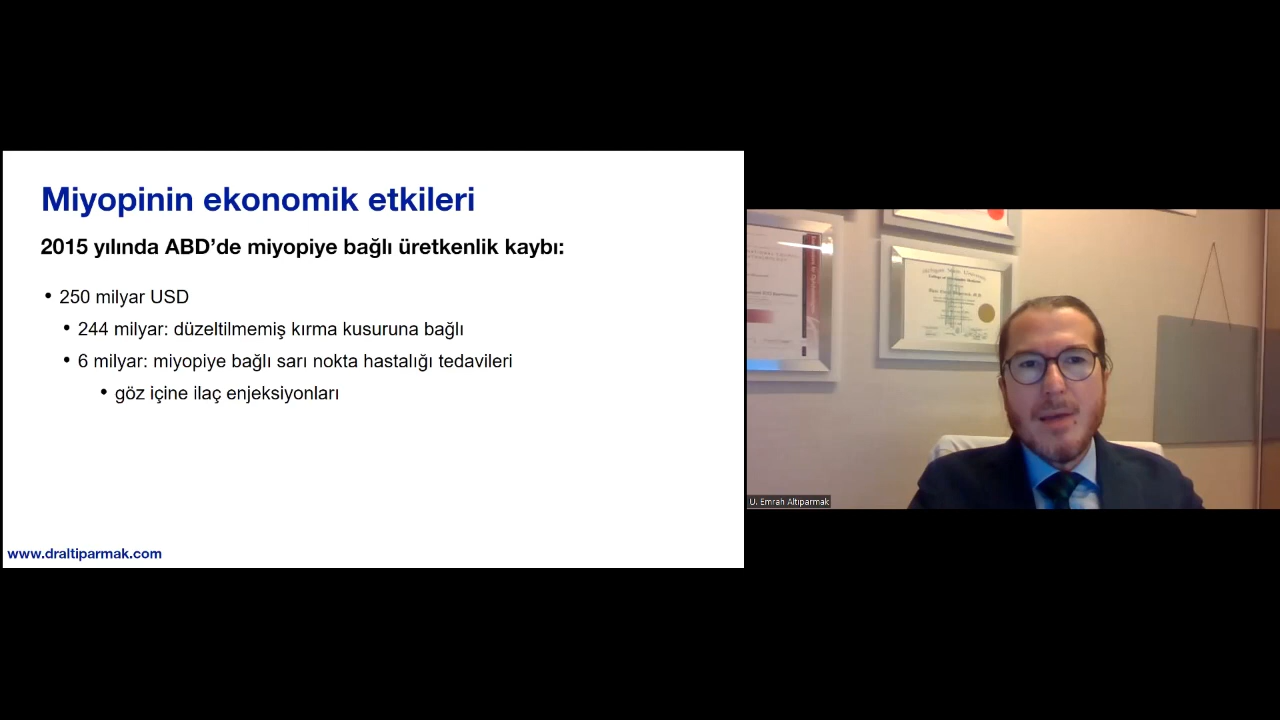 Miyopinin ekonomik etkileri
2015 yılında ABD’de miyopiye bağlı üretkenlik kaybı:
• 250 milyar USD
• 244 milyar: düzeltilmemiş kırma kusuruna bağlı
• 6 milyar: miyopiye bağlı sarı nokta hastalığı tedavileri
• göz içine ilaç enjeksiyonları
www.draltiparmak.com
U. Emrah Altıparmak